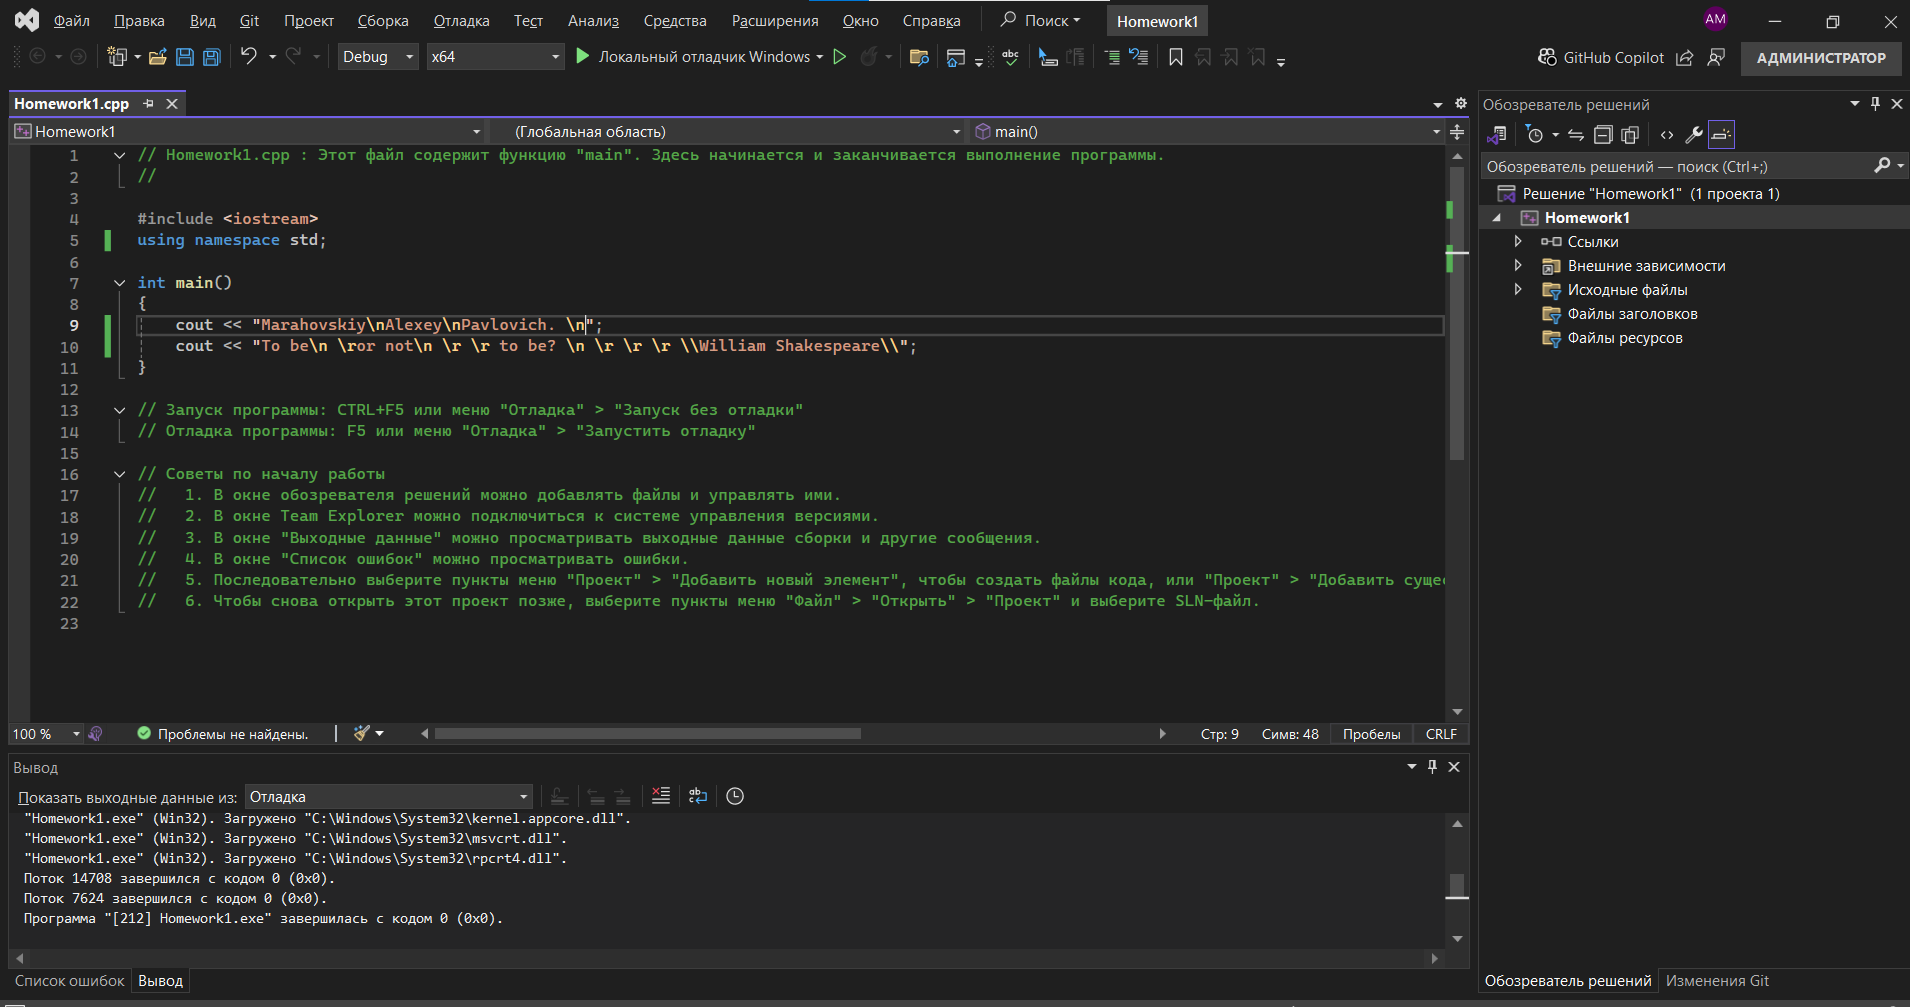 Файл Правка Вид Git Проект Сборка Отладка Тест Анализ Средства Расширения Окно Справка Поиск Homework1 AM
Debug x64 Локальный отладчик Windows abc GitHub Copilot АДМИНИСТРАТОР
Homework1.cpp
Homework1 (Глобальная область) main()
1 // Homework1.cpp : Этот файл содержит функцию "main". Здесь начинается и заканчивается выполнение программы.
2 //
3
4 #include <iostream>
5 using namespace std;
6
7 int main()
8 {
9 cout << "Marahovskiy\nAlexey\nPavlovich. \n";
10 cout << "To be\n \ror not\n \r \r to be? \n \r \r \r \\William Shakespeare\\";
11 }
12
13 // Запуск программы: CTRL+F5 или меню "Отладка" > "Запуск без отладки"
14 // Отладка программы: F5 или меню "Отладка" > "Запустить отладку"
15
16 // Советы по началу работы
17 // 1. В окне обозревателя решений можно добавлять файлы и управлять ими.
18 // 2. В окне Team Explorer можно подключиться к системе управления версиями.
19 // 3. В окне "Выходные данные" можно просматривать выходные данные сборки и другие сообщения.
20 // 4. В окне "Список ошибок" можно просматривать ошибки.
21 // 5. Последовательно выберите пункты меню "Проект" > "Добавить новый элемент", чтобы создать файлы кода, или "Проект" > "Добавить суще
22 // 6. Чтобы снова открыть этот проект позже, выберите пункты меню "Файл" > "Открыть" > "Проект" и выберите SLN-файл.
23
100 % Проблемы не найдены. Стр: 9 Симв: 48 Пробелы CRLF
Вывод
Показать выходные данные из: Отладка
"Homework1.exe" (Win32). Загружено "C:\Windows\System32\kernel.appcore.dll".
"Homework1.exe" (Win32). Загружено "C:\Windows\System32\msvcrt.dll".
"Homework1.exe" (Win32). Загружено "C:\Windows\System32\rpcrt4.dll".
Поток 14708 завершился с кодом 0 (0x0).
Поток 7624 завершился с кодом 0 (0x0).
Программа "[212] Homework1.exe" завершилась с кодом 0 (0x0).
Список ошибок Вывод
Обозреватель решений
Обозреватель решений — поиск (Ctrl+;)
Решение "Homework1" (1 проекта 1)
Homework1
Ссылки
Внешние зависимости
Исходные файлы
Файлы заголовков
Файлы ресурсов
Обозреватель решений Изменения Git